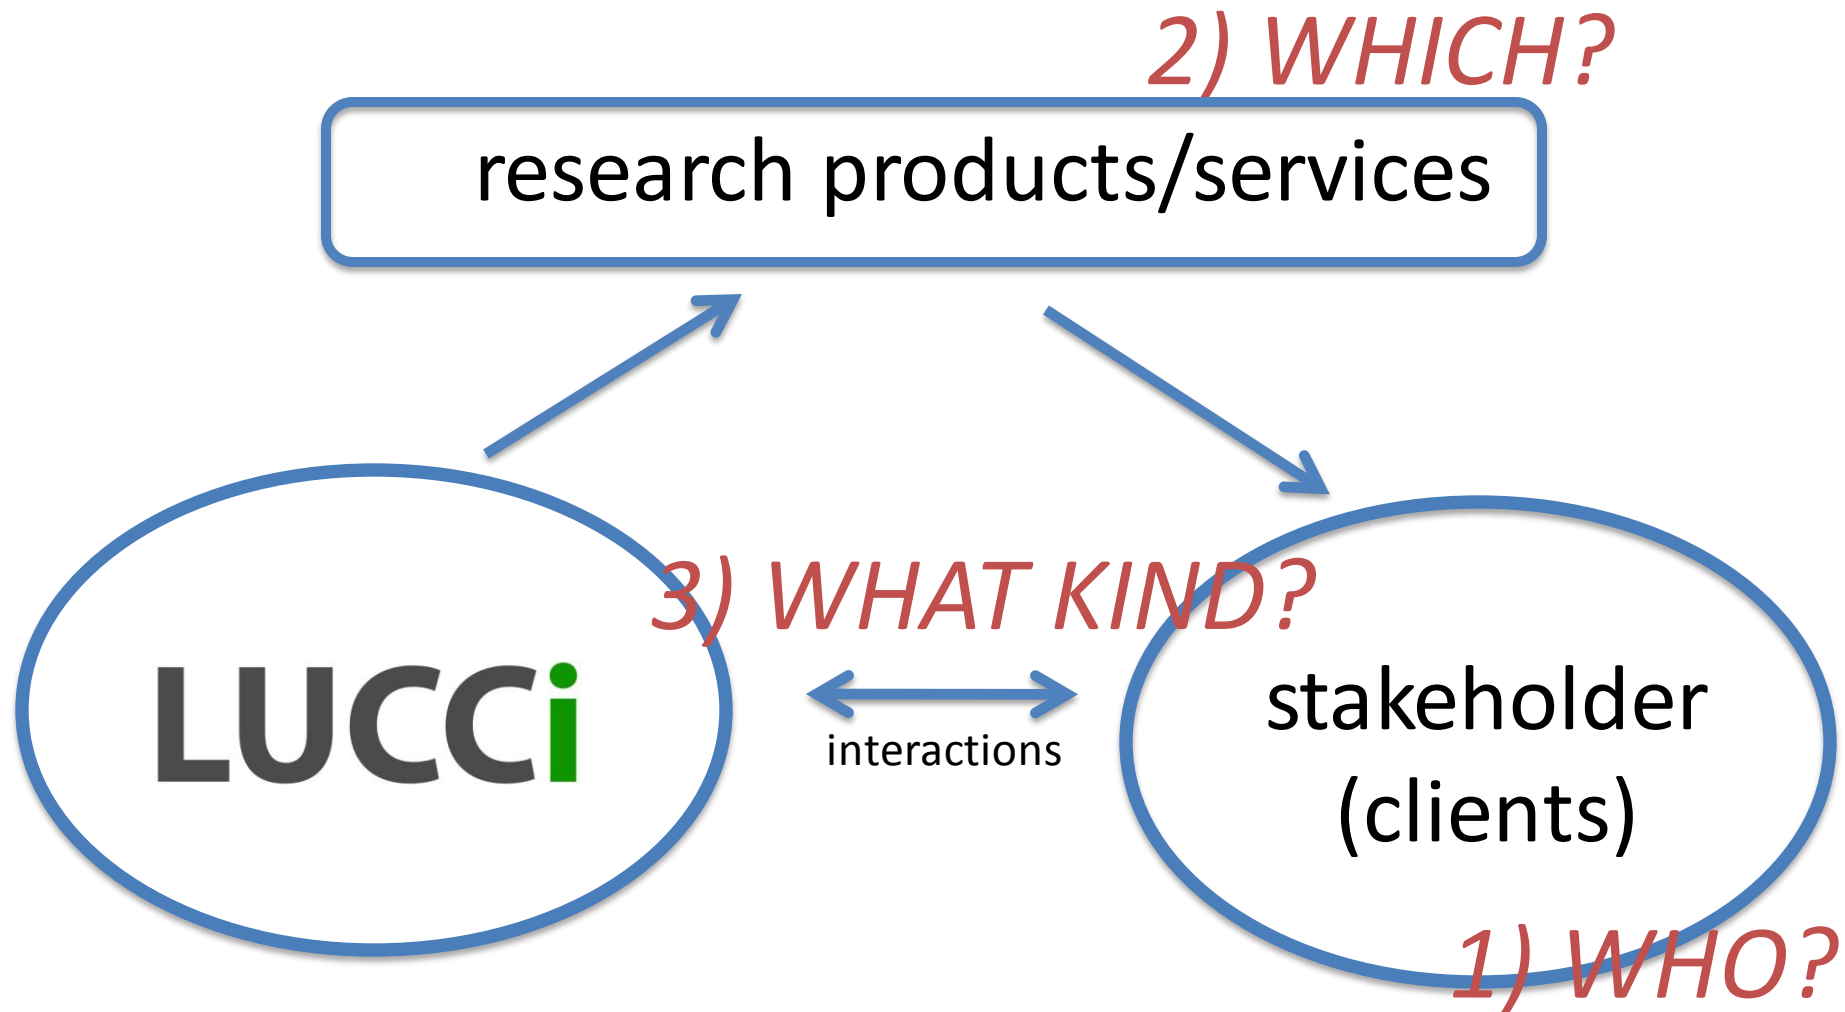 2) WHICH?
research products/services
3) WHAT KIND?
LUCCi
interactions
stakeholder
(clients)
1) WHO?